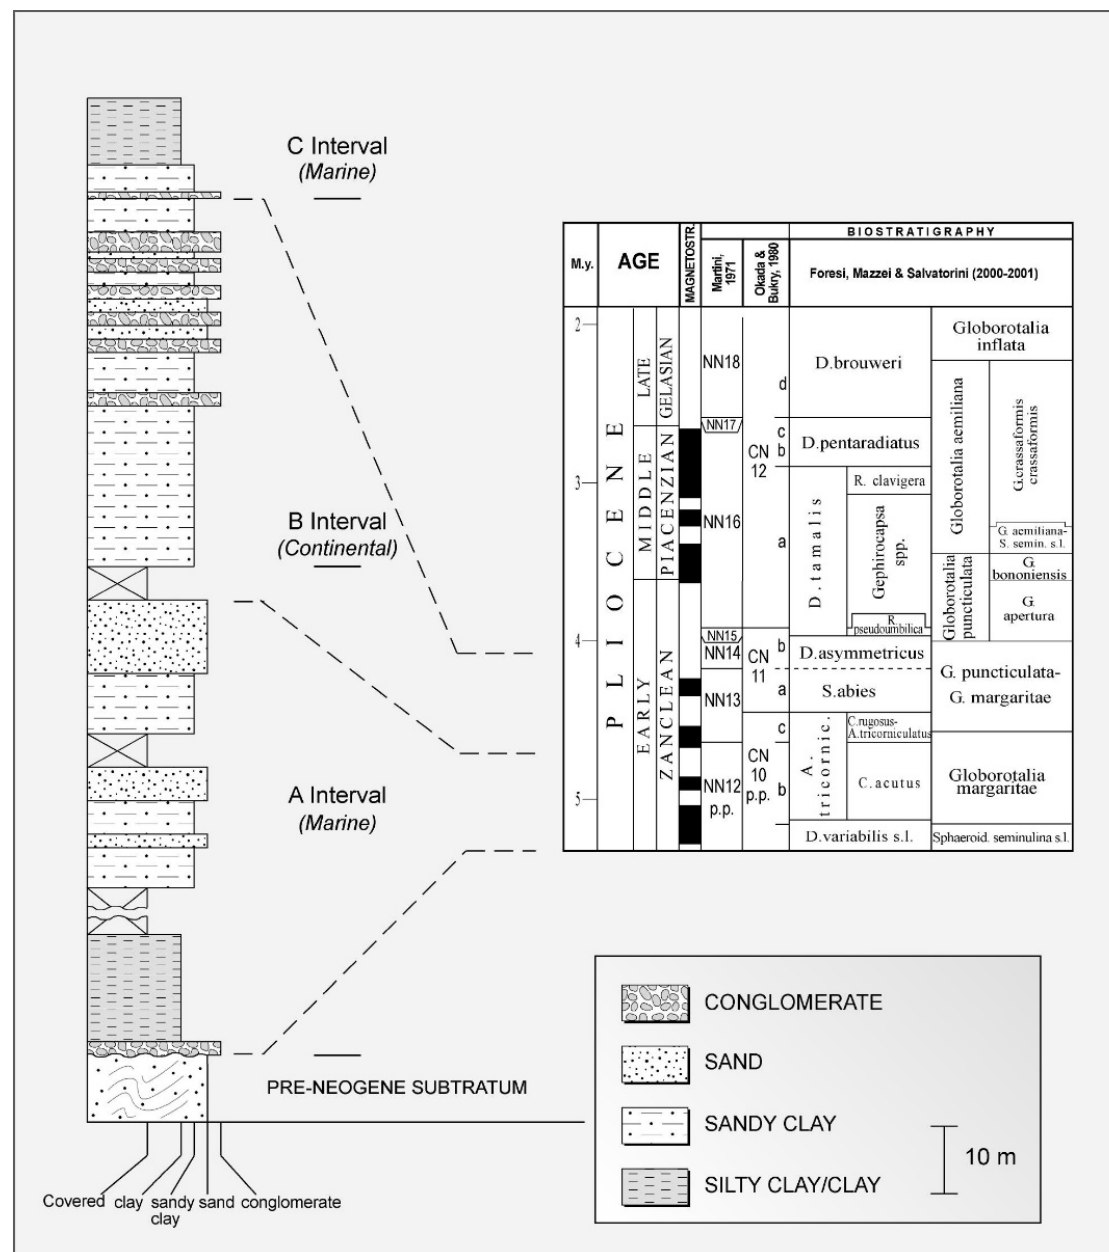 C Interval
(Marine)
B Interval
(Continental)
A Interval
(Marine)
PRE-NEOGENE SUBTRATUM
Covered clay sandy sand conglomerate
clay
M.y.
AGE
MAGNETOSTR.
BIOSTRATIGRAPHY
Martini,
1971
Okada &
Bukry, 1980
Foresi, Mazzei & Salvatorini (2000-2001)
2
3
4
5
PLIOCENE
LATE
MIDDLE
EARLY
GELASIAN
PIACENZIAN
ZANCLEAN
NN18
NN17
NN16
NN15
NN14
NN13
NN12
p.p.
d
c
b
CN
12
a
CN
11
b
a
c
CN
10
p.p.
b
D.brouweri
D.pentaradiatus
D.tamalis
R. clavigera
Gephirocapsa
spp.
R.
pseudoumbilica
D.asymmetricus
S.abies
A.
tricornic.
C.rugosus-
A.tricorniculatus
C.acutus
D.variabilis s.l.
Globorotalia
inflata
Globorotalia aemiliana
G.crassaformis
crassaformis
G. aemiliana-
S. semin. s.l.
Globorotalia
puncticulata
G.
bononiensis
G.
apertura
G. puncticulata-
G. margaritae
Globorotalia
margaritae
Sphaeroid. seminulina s.l.
CONGLOMERATE
SAND
SANDY CLAY
SILTY CLAY/CLAY
10 m